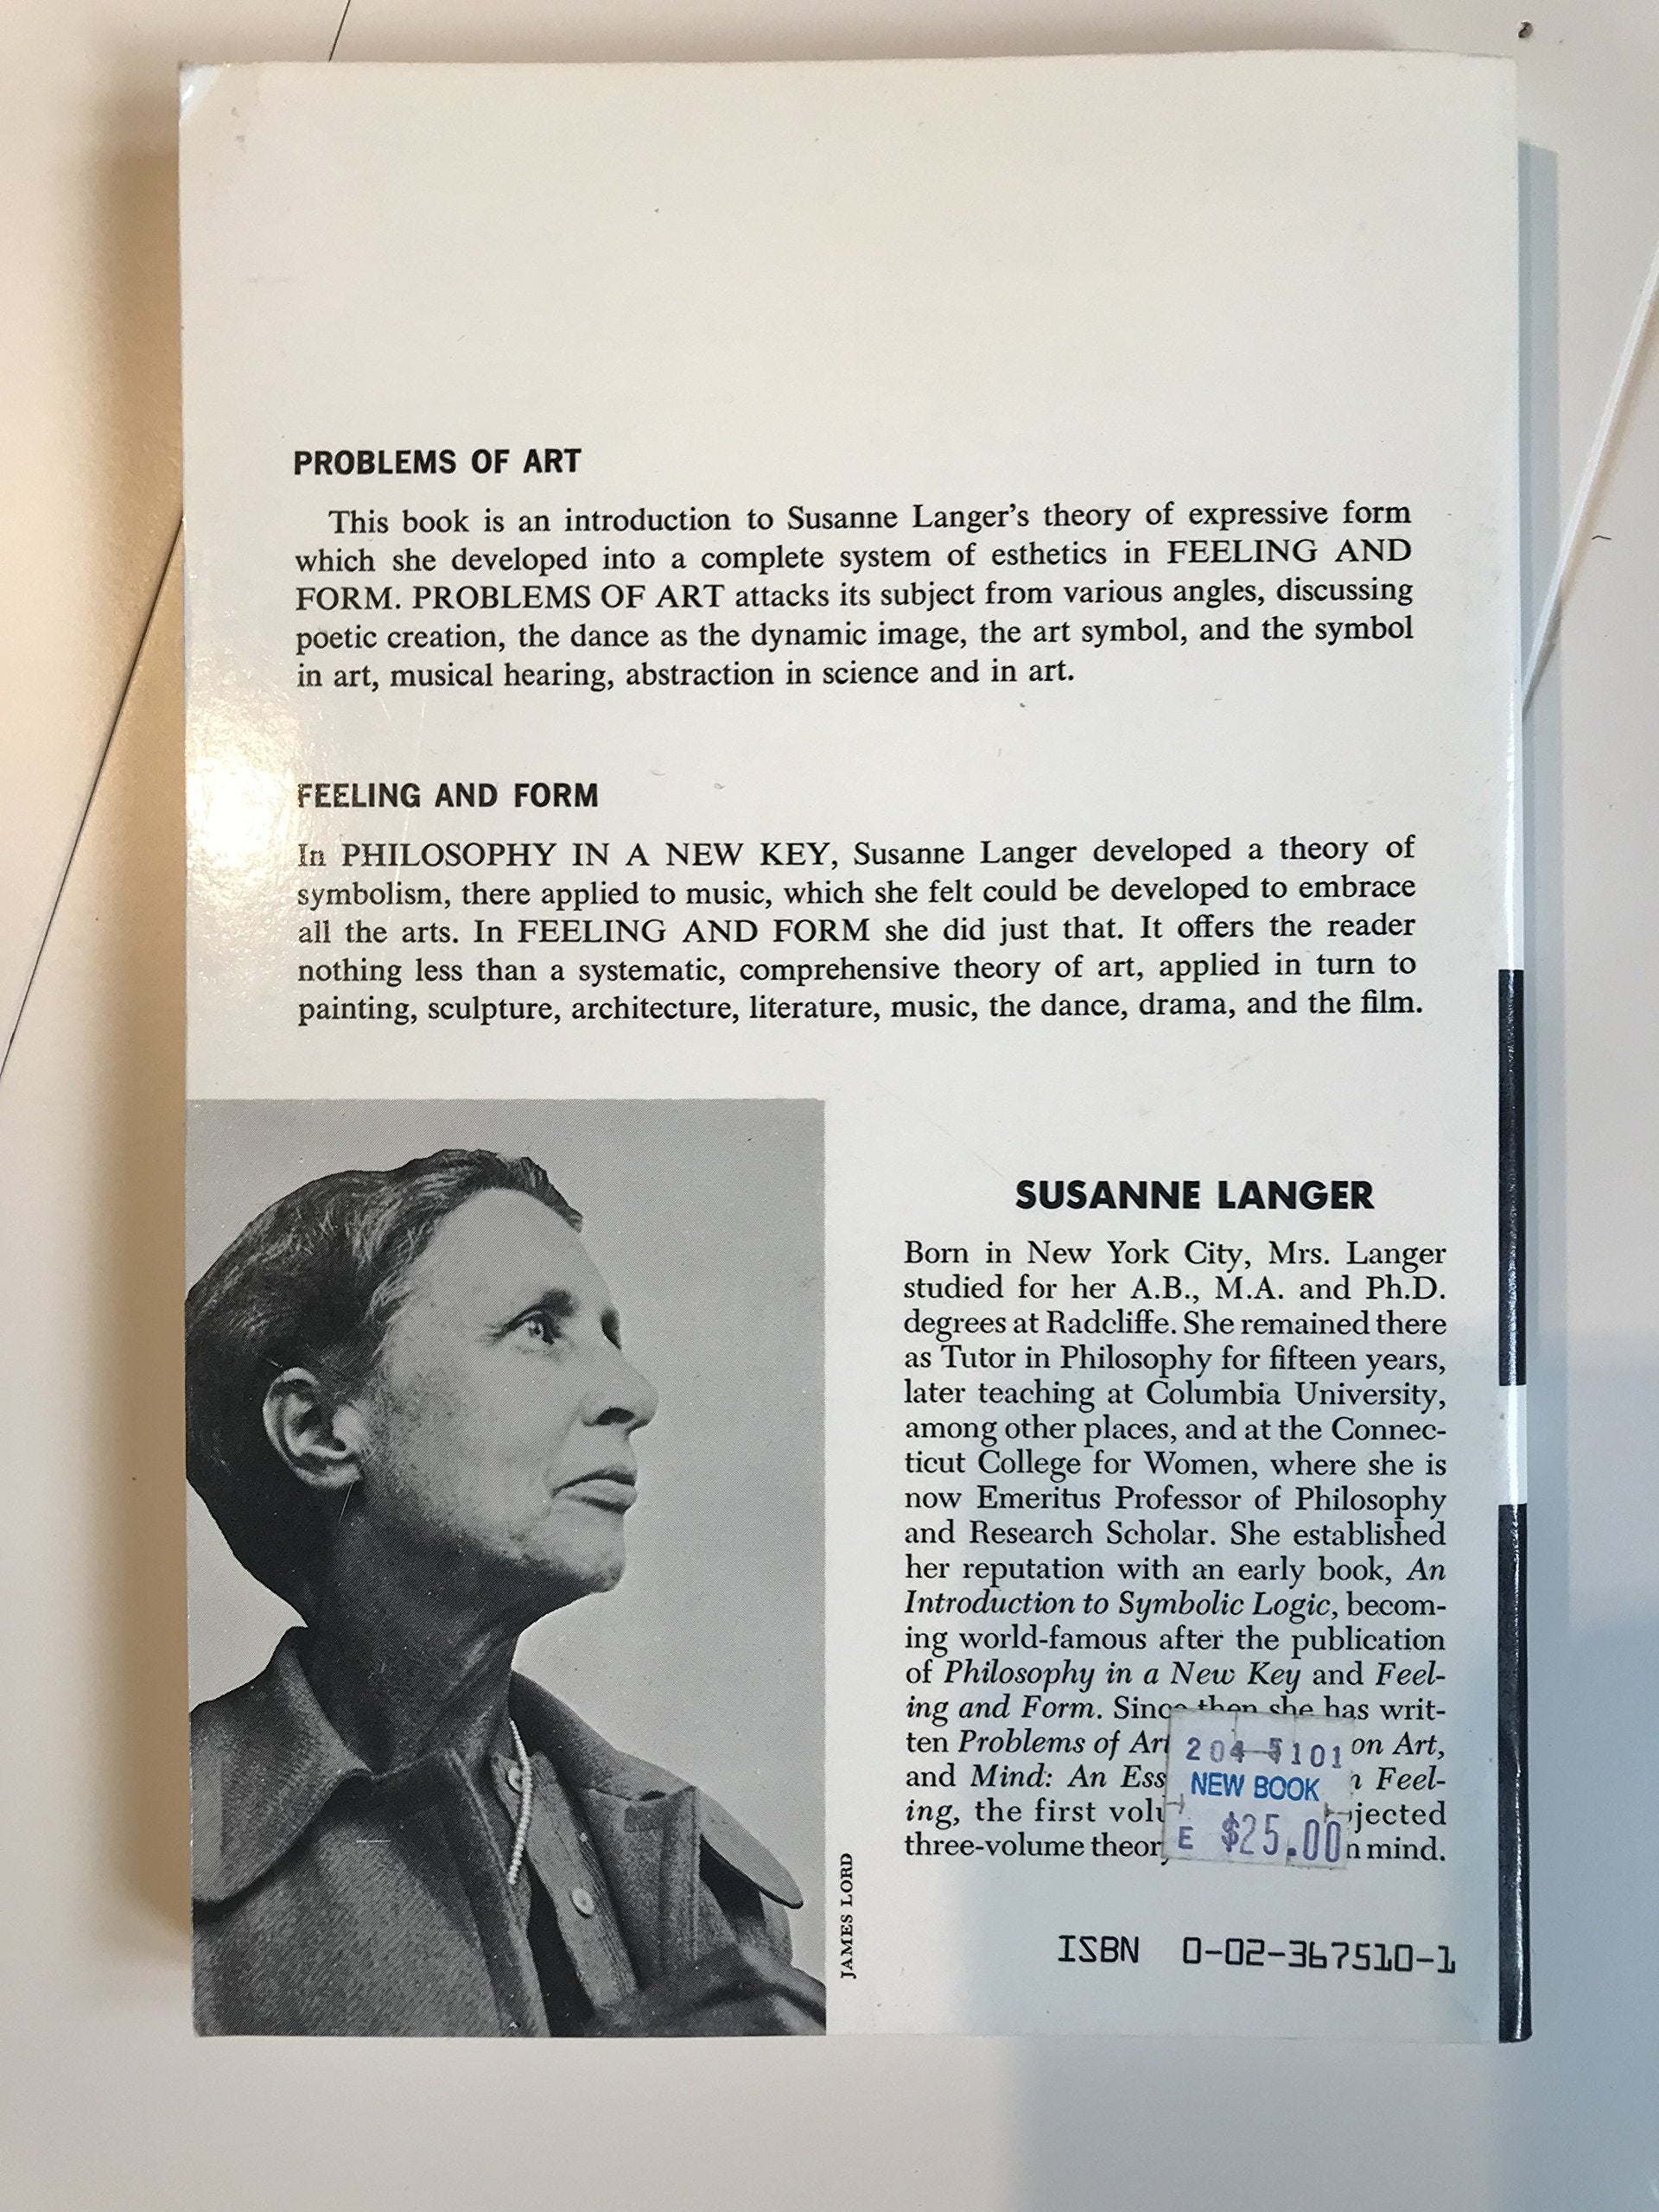 PROBLEMS OF ART
This book is an introduction to Susanne Langer's theory of expressive form
which she developed into a complete system of esthetics in FEELING AND
FORM. PROBLEMS OF ART attacks its subject from various angles, discussing
poetic creation, the dance as the dynamic image, the art symbol, and the symbol
in art, musical hearing, abstraction in science and in art.
FEELING AND FORM
In PHILOSOPHY IN A NEW KEY, Susanne Langer developed a theory of
symbolism, there applied to music, which she felt could be developed to embrace
all the arts. In FEELING AND FORM she did just that. It offers the reader
nothing less than a systematic, comprehensive theory of art, applied in turn to
painting, sculpture, architecture, literature, music, the dance, drama, and the film.
SUSANNE LANGER
Born in New York City, Mrs. Langer
studied for her A.B., M.A. and Ph.D.
degrees at Radcliffe. She remained there
as Tutor in Philosophy for fifteen years,
later teaching at Columbia University,
among other places, and at the Connec-
ticut College for Women, where she is
now Emeritus Professor of Philosophy
and Research Scholar. She established
her reputation with an early book, An
Introduction to Symbolic Logic, becom-
ing world-famous after the publication
of Philosophy in a New Key and Feel-
ing and Form. Since then she has writ-
ten Problems of Art on Art,
and Mind: An Ess Feel-
ing, the first jected
three-volume theor n mind.
204-5101
NEW BOOK
E $25.00
JAMES LORD
ISBN 0-02-367510-1